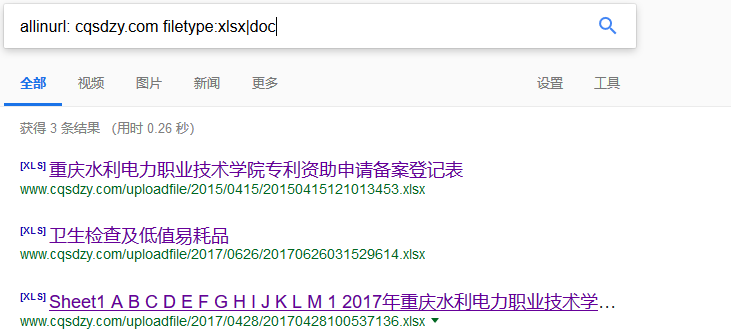 allinurl: cqsdzy.com filetype:xlsx|doc
全部 视频 图片 新闻 更多 设置 工具
获得 3 条结果 （用时 0.26 秒）
[XLS] 重庆水利电力职业技术学院专利资助申请备案登记表
www.cqsdzy.com/uploadfile/2015/0415/20150415121013453.xlsx
[XLS] 卫生检查及低值易耗品
www.cqsdzy.com/uploadfile/2017/0626/20170626031529614.xlsx
[XLS] Sheet1 A B C D E F G H I J K L M 1 2017年重庆水利电力职业技术学...
www.cqsdzy.com/uploadfile/2017/0428/20170428100537136.xlsx